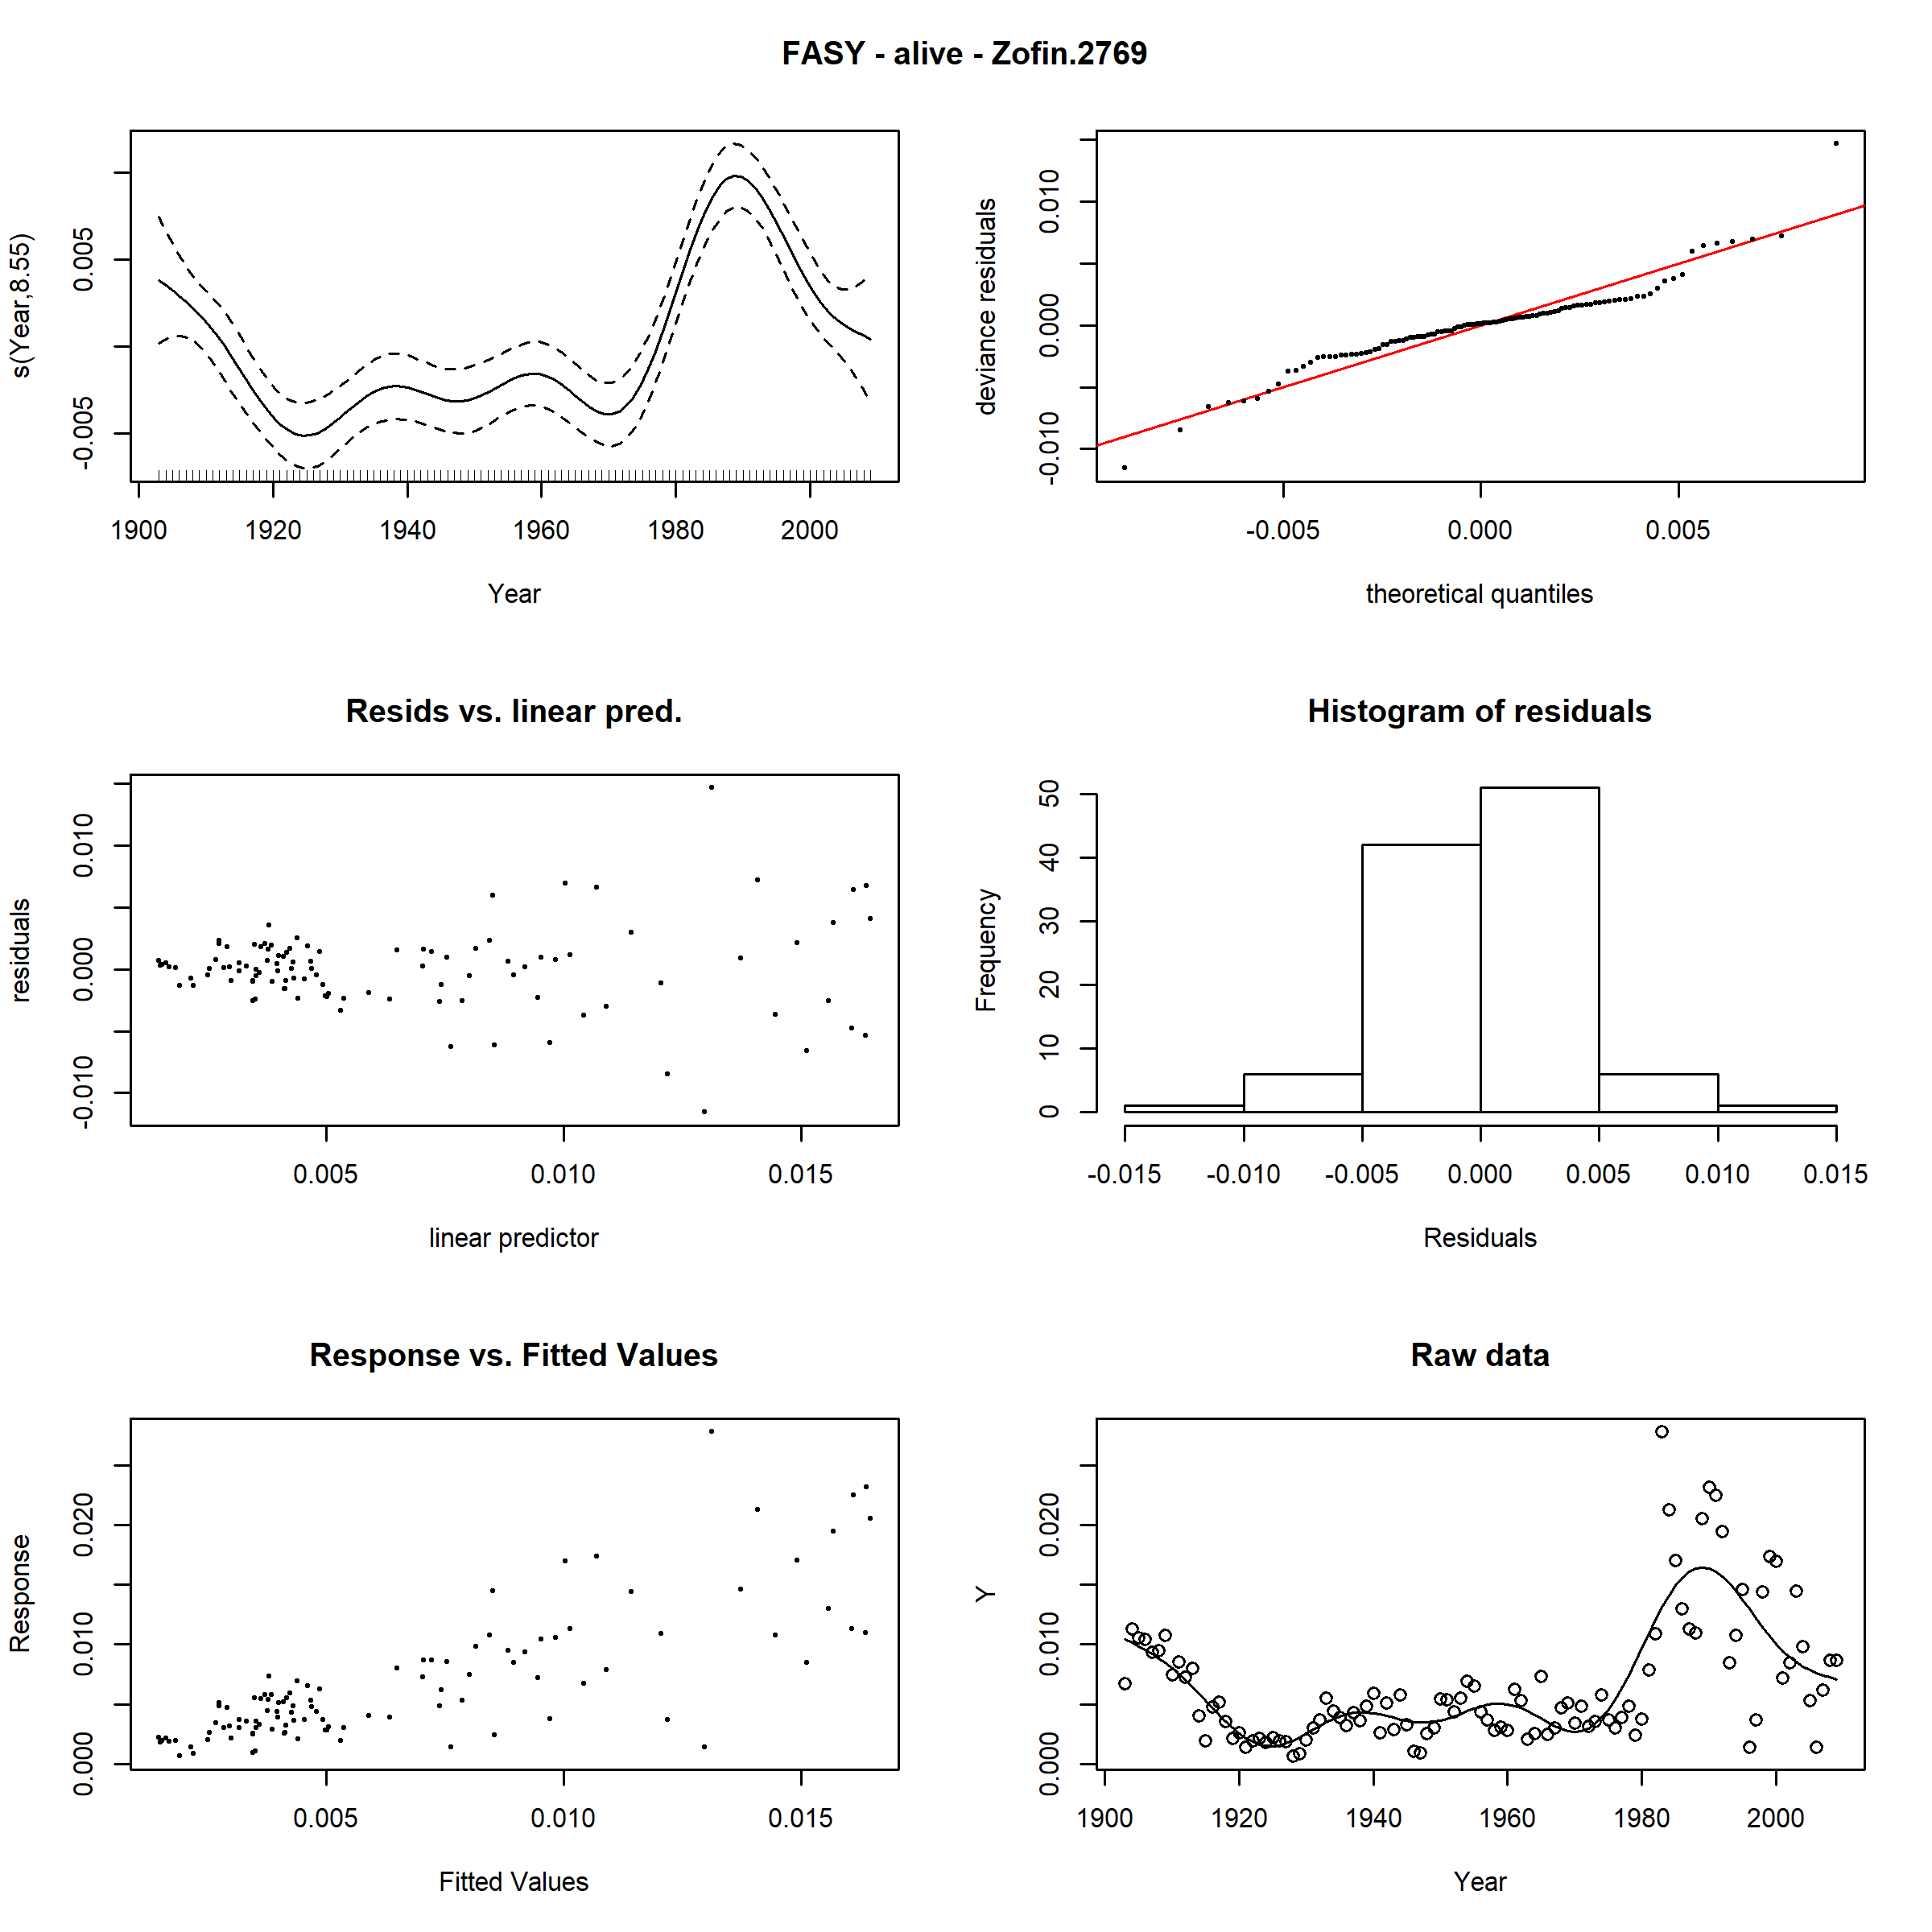 FASY - alive - Zofin.2769
s(Year,8.55)
-0.005 0.005
1900 1920 1940 1960 1980 2000
Year
deviance residuals
-0.010 0.000 0.010
-0.005 0.000 0.005
theoretical quantiles
Resids vs. linear pred.
residuals
-0.010 0.000 0.010
0.005 0.010 0.015
linear predictor
Histogram of residuals
Frequency
0 10 20 30 40 50
-0.015 -0.010 -0.005 0.000 0.005 0.010 0.015
Residuals
Response vs. Fitted Values
Response
0.000 0.010 0.020
0.005 0.010 0.015
Fitted Values
Raw data
Y
0.000 0.010 0.020
1900 1920 1940 1960 1980 2000
Year